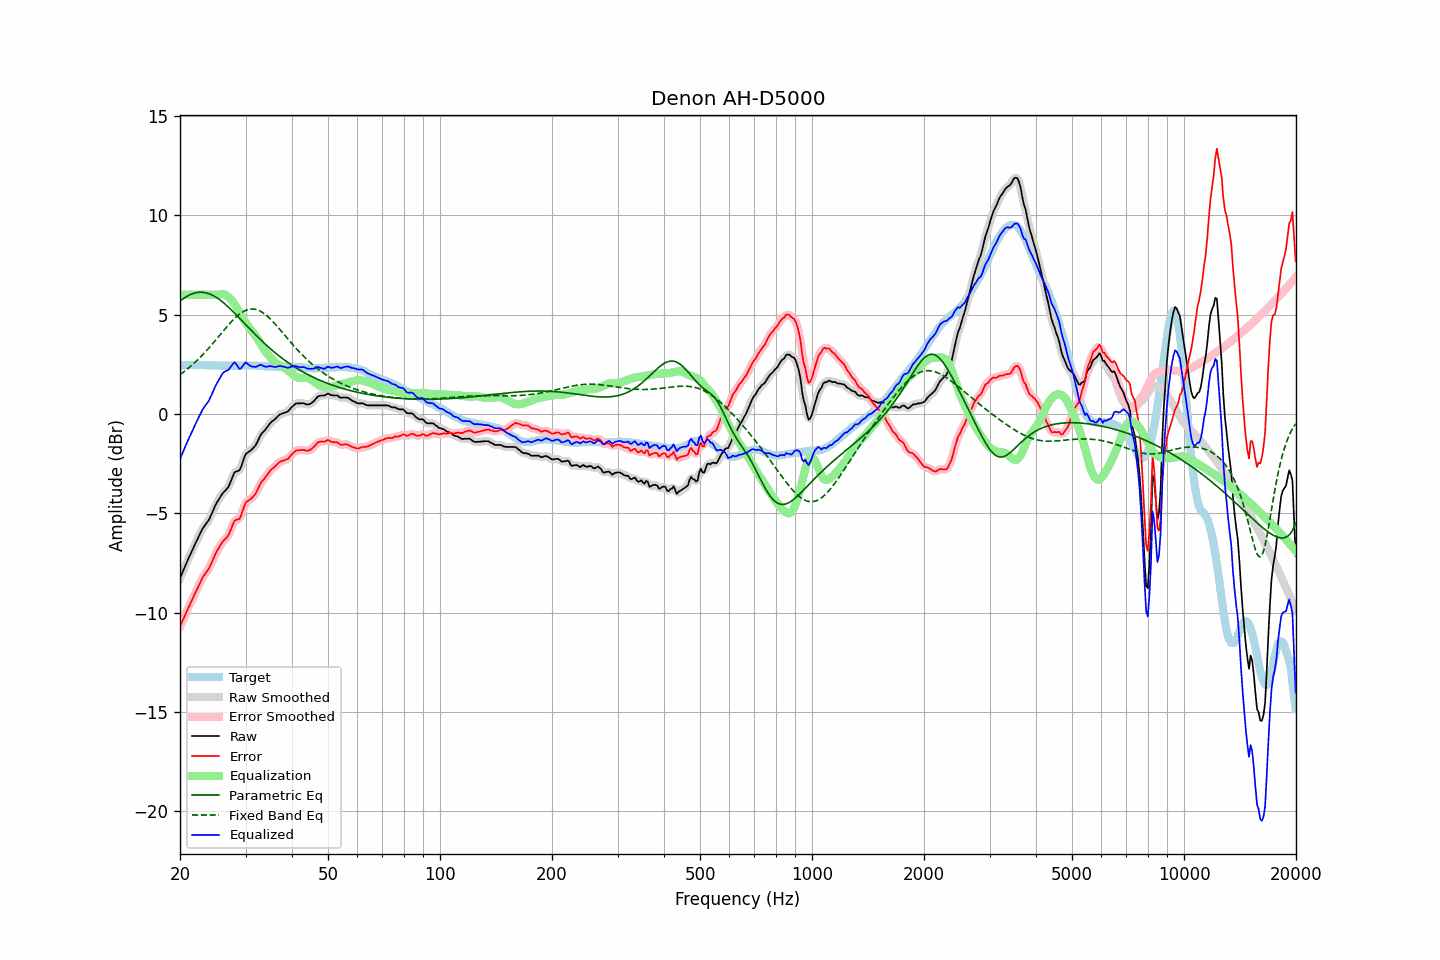 Denon AH-D5000
15
10
5
0
−5
−10
−15
−20
Amplitude (dBr)
Target
Raw Smoothed
Error Smoothed
Raw
Error
Equalization
Parametric Eq
Fixed Band Eq
Equalized
20 50 100 200 500 1000 2000 5000 10000 20000
Frequency (Hz)